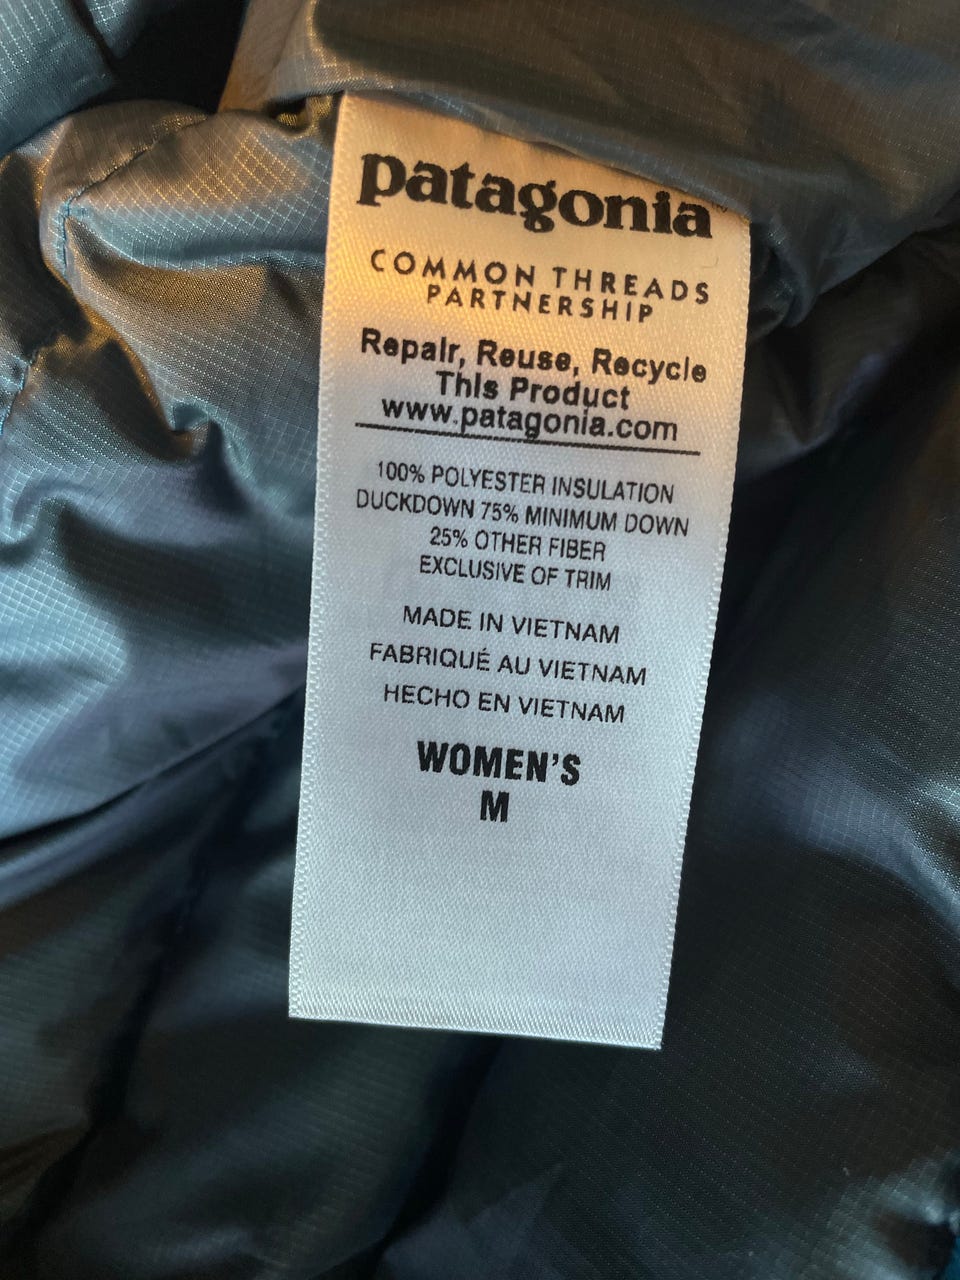 patagonia®
COMMON THREADS
PARTNERSHIP
Repair, Reuse, Recycle
This Product
www.patagonia.com
100% POLYESTER INSULATION
DUCKDOWN 75% MINIMUM DOWN
25% OTHER FIBER
EXCLUSIVE OF TRIM
MADE IN VIETNAM
FABRIQUÉ AU VIETNAM
HECHO EN VIETNAM
WOMEN'S
M